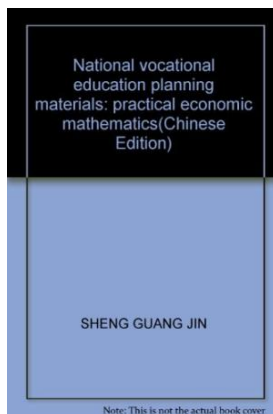 National vocational
education planning
materials: practical economic
mathematics(Chinese
Edition)
SHENG GUANG JIN
Note: This is not the actual book cover